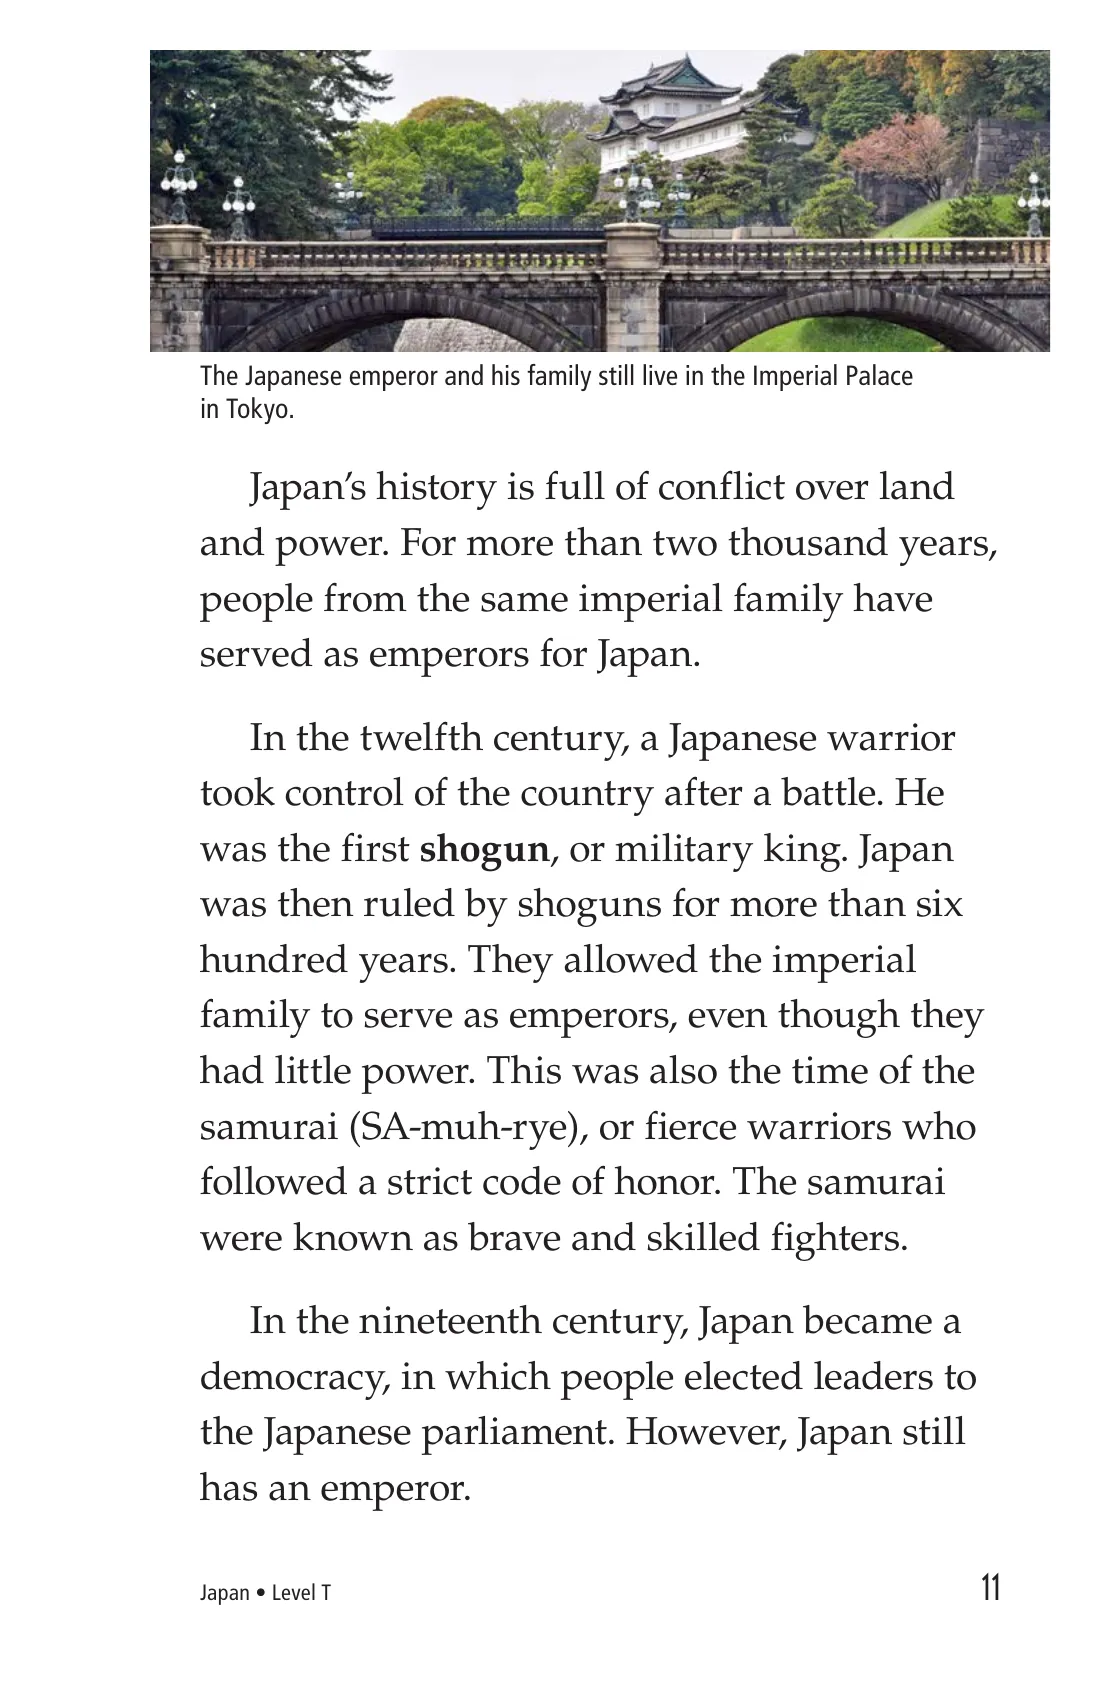 The Japanese emperor and his family still live in the Imperial Palace
in Tokyo.
Japan’s history is full of conflict over land
and power. For more than two thousand years,
people from the same imperial family have
served as emperors for Japan.
In the twelfth century, a Japanese warrior
took control of the country after a battle. He
was the first shogun, or military king. Japan
was then ruled by shoguns for more than six
hundred years. They allowed the imperial
family to serve as emperors, even though they
had little power. This was also the time of the
samurai (SA-muh-rye), or fierce warriors who
followed a strict code of honor. The samurai
were known as brave and skilled fighters.
In the nineteenth century, Japan became a
democracy, in which people elected leaders to
the Japanese parliament. However, Japan still
has an emperor.
Japan • Level T
11